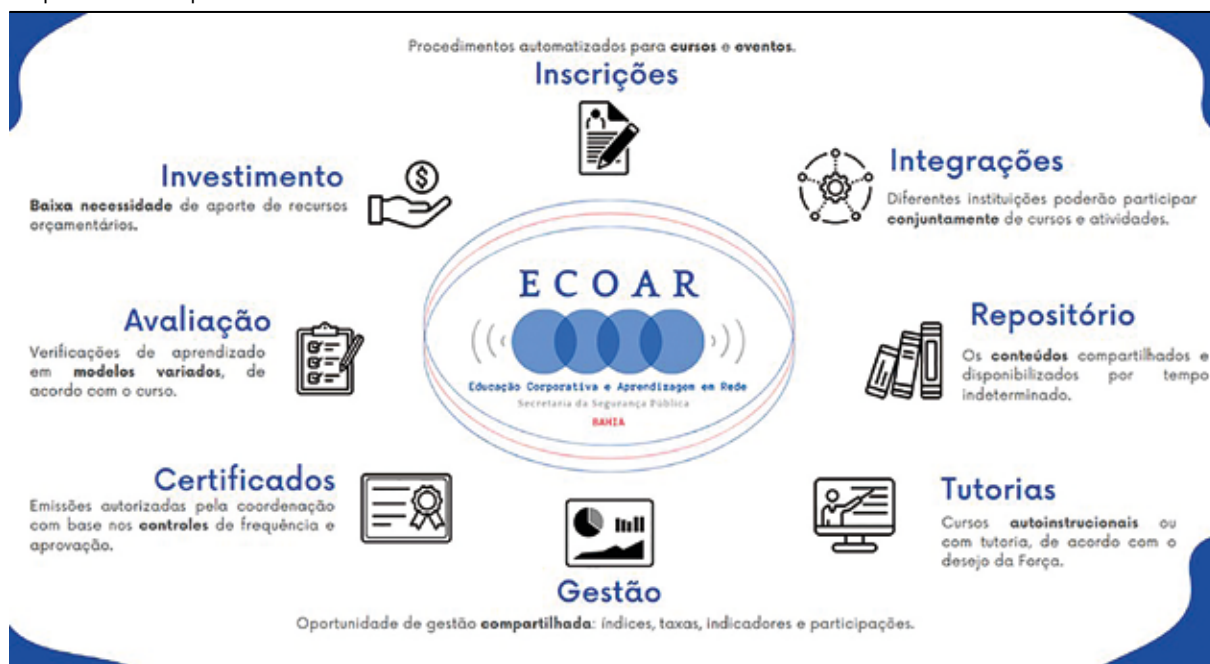 Procedimentos automatizados para cursos e eventos.
Inscrições
Investimento
Baixa necessidade de aporte de recursos
orçamentários.
Integrações
Diferentes instituições poderão participar
conjuntamente de cursos e atividades.
Avaliação
Verificações de aprendizado
em modelos variados, de
acordo com o curso.
ECOAR
Educação Corporativa e Aprendizagem em Rede
Secretaria da Segurança Pública
BAHIA
Repositório
Os conteúdos compartilhados e
disponibilizados por tempo
indeterminado.
Certificados
Emissões autorizadas pela coordenação
com base nos controles de frequência e
aprovação.
Tutorias
Cursos autoinstrucionais ou
com tutoria, de acordo com o
desejo da Força.
Gestão
Oportunidade de gestão compartilhada: índices, taxas, indicadores e participações.